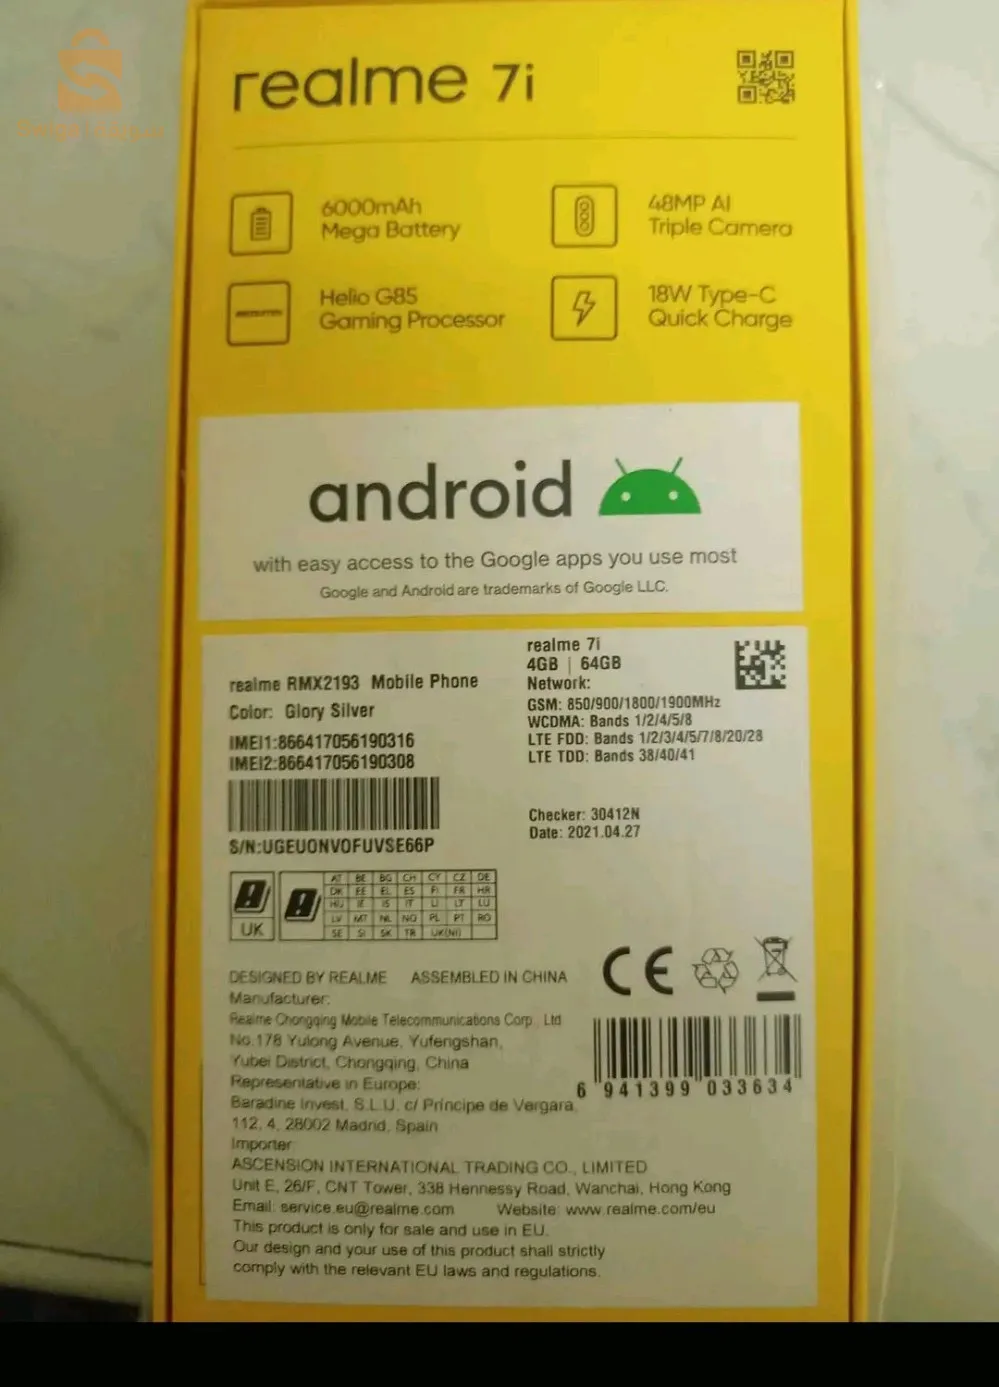 realme 7i
6000mAh
Mega Battery
48MP AI
Triple Camera
Helio G85
Gaming Processor
18W Type-C
Quick Charge
android
with easy access to the Google apps you use most
Google and Android are trademarks of Google LLC.
realme RMX2193 Mobile Phone
Color: Glory Silver
IMEI1:866417056190316
IMEI2:866417056190308
S/N:UGEUONVOFUVSE66P
realme 7i
4GB | 64GB
Network:
GSM: 850/900/1800/1900MHz
WCDMA: Bands 1/2/4/5/8
LTE FDD: Bands 1/2/3/4/5/7/8/20/28
LTE TDD: Bands 38/40/41
Checker: 30412N
Date: 2021.04.27
UK
AT BE BG CH CY CZ DE
DK EE EL ES FI FR HR
HU IE IS IT LI LT LU
LV MT NL NO PL PT RO
SE SI SK TR UK(NI)
DESIGNED BY REALME ASSEMBLED IN CHINA
Manufacturer:
Realme Chongqing Mobile Telecommunications Corp., Ltd
No.178 Yulong Avenue, Yufengshan,
Yubei District, Chongqing, China
Representative in Europe:
Baradine Invest, S.L.U. c/ Príncipe de Vergara,
112, 4, 28002 Madrid, Spain
Importer:
ASCENSION INTERNATIONAL TRADING CO., LIMITED
Unit E, 26/F, CNT Tower, 338 Hennessy Road, Wanchai, Hong Kong
Email: service.eu@realme.com Website: www.realme.com/eu
This product is only for sale and use in EU.
Our design and your use of this product shall strictly
comply with the relevant EU laws and regulations.
CE
6 941399 033634